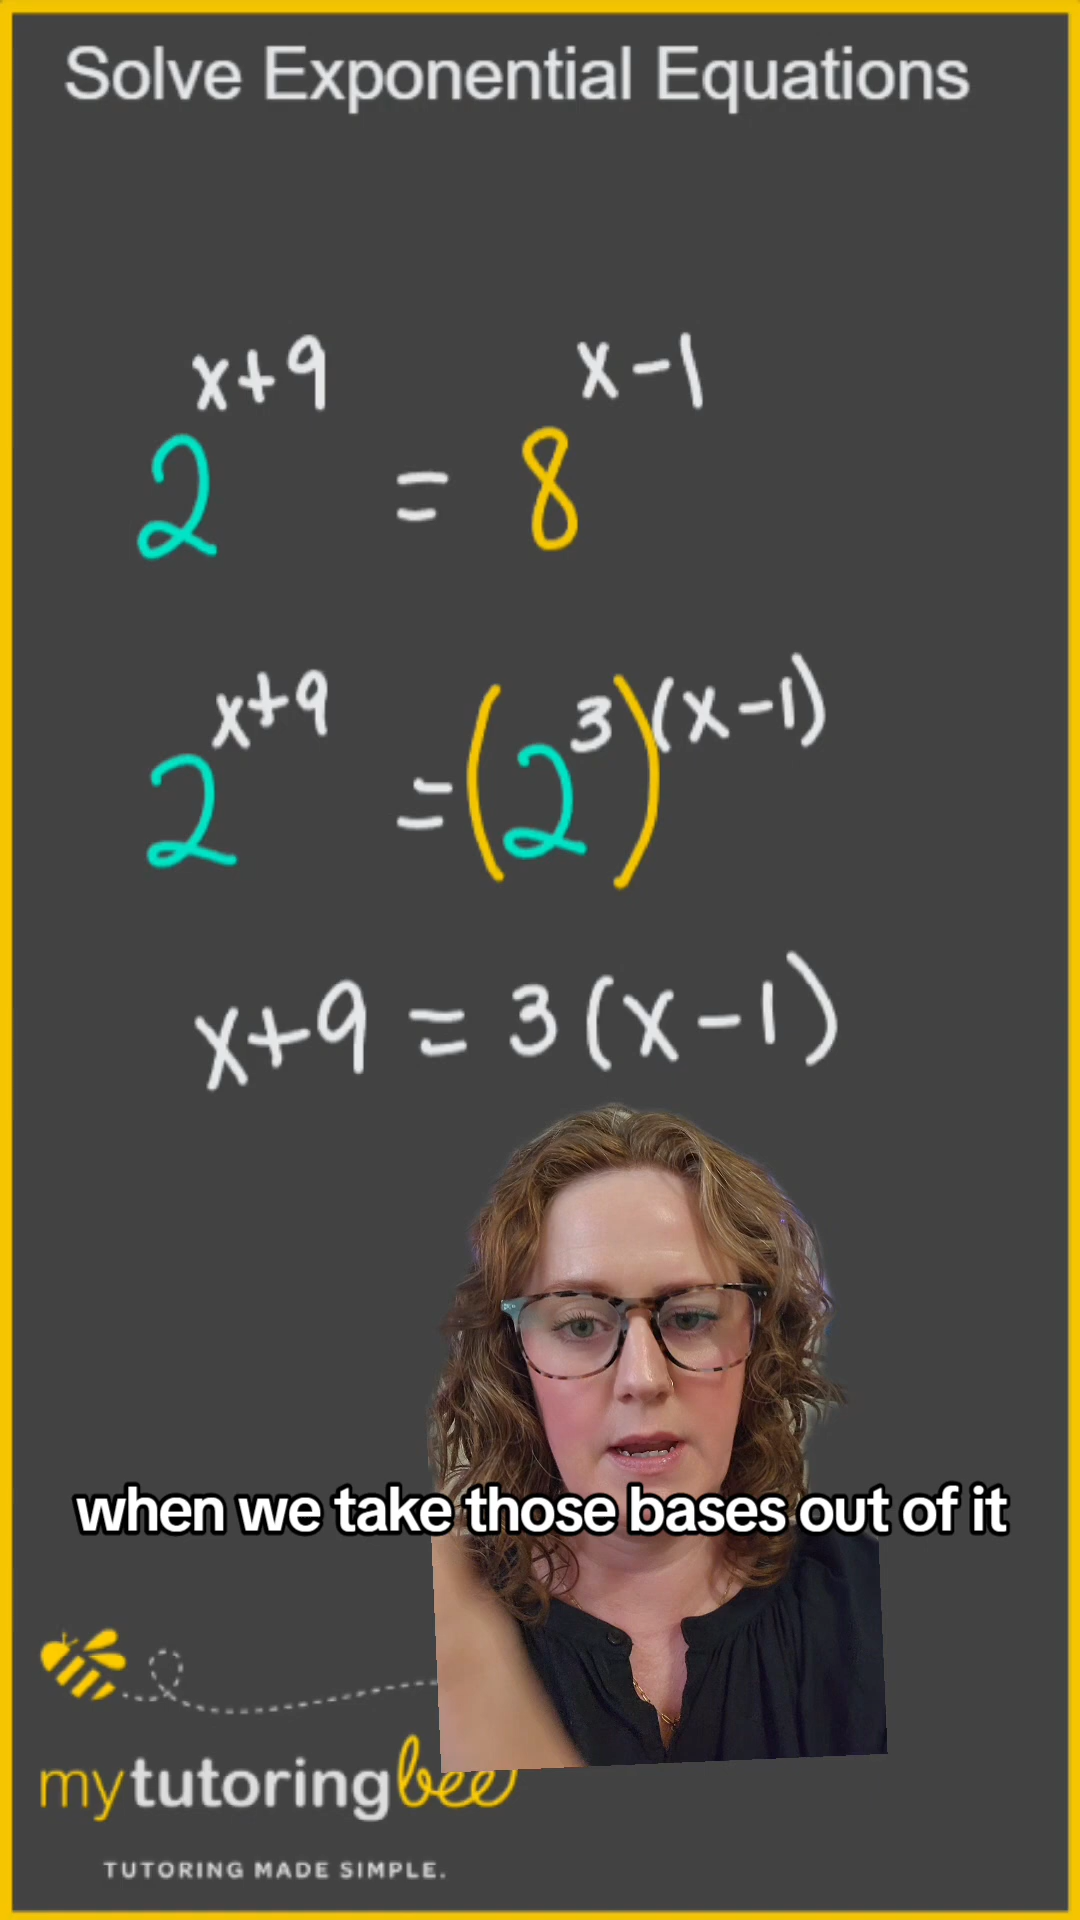 Solve Exponential Equations
2^{x+9} = 8^{x-1}
2^{x+9} = (2^3)^{(x-1)}
x+9 = 3(x-1)
when we take those bases out of it
mytutoringbee
TUTORING MADE SIMPLE.